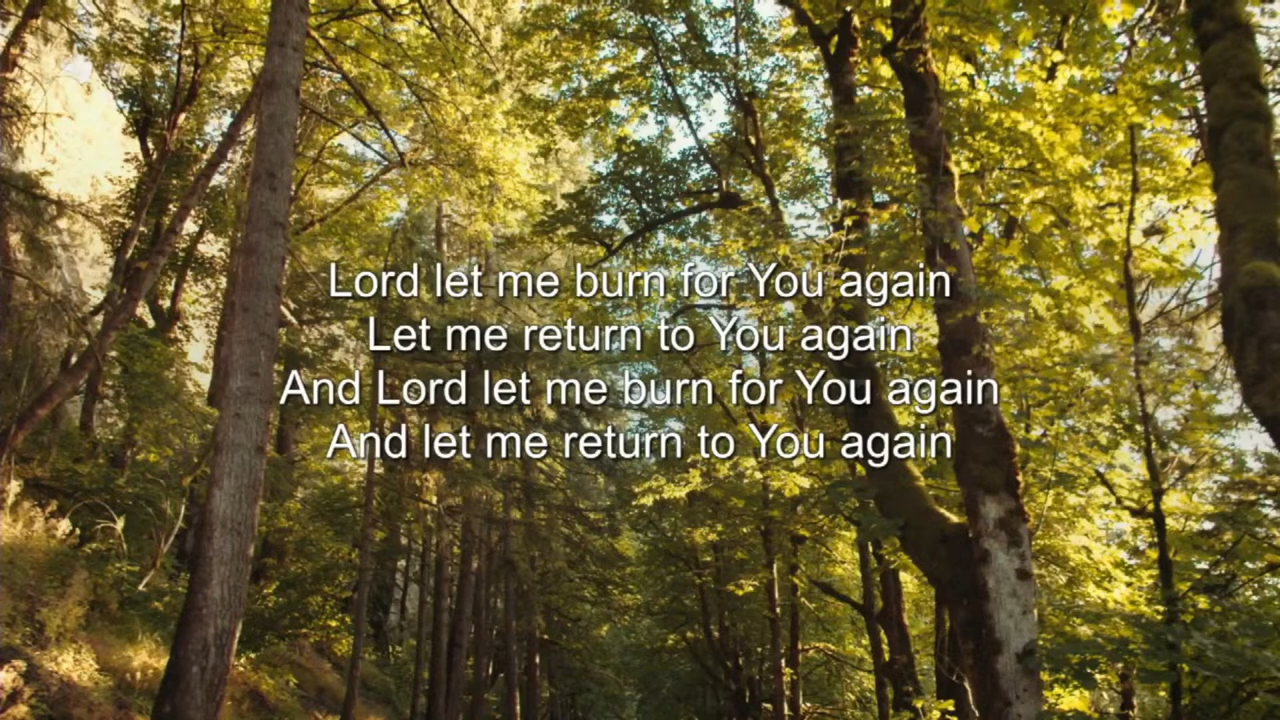 Lord let me burn for You again
Let me return to You again
And Lord let me burn for You again
And let me return to You again